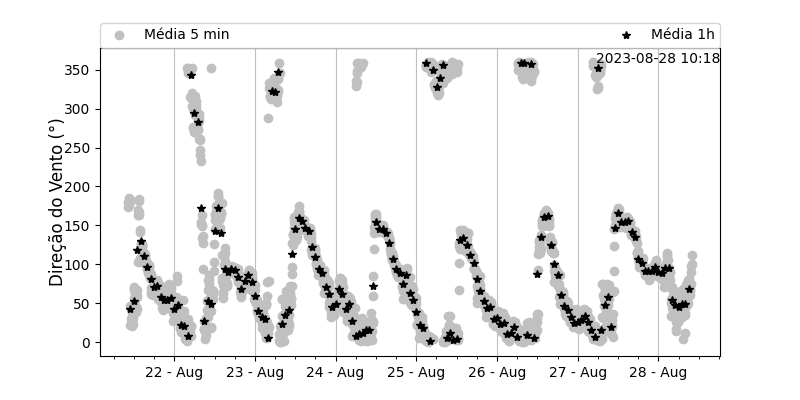 Média 5 min
Média 1h
2023-08-28 10:18
Direção do Vento (°)
350
300
250
200
150
100
50
0
22 - Aug
23 - Aug
24 - Aug
25 - Aug
26 - Aug
27 - Aug
28 - Aug